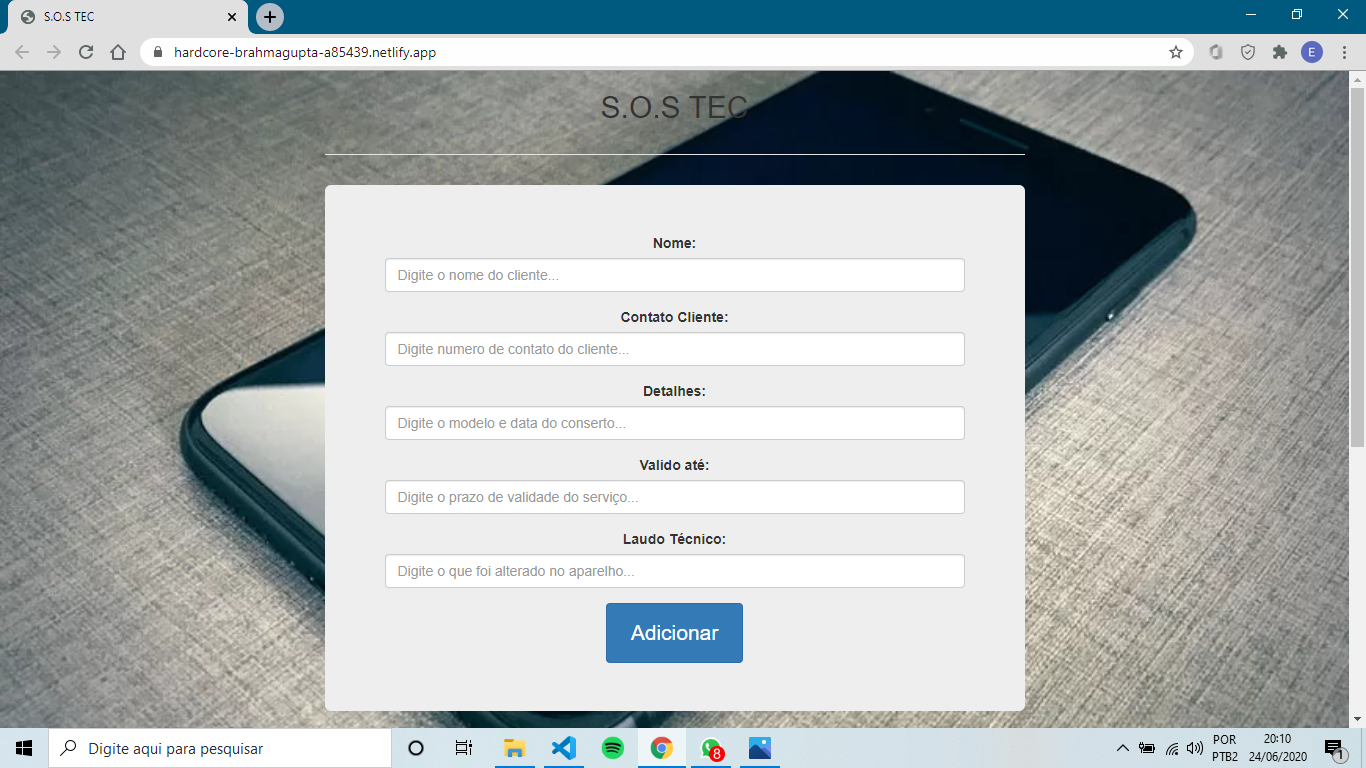 S.O.S TEC
hardcore-brahmagupta-a85439.netlify.app
E
S.O.S TEC
Nome:
Digite o nome do cliente...
Contato Cliente:
Digite numero de contato do cliente...
Detalhes:
Digite o modelo e data do conserto...
Valido até:
Digite o prazo de validade do serviço...
Laudo Técnico:
Digite o que foi alterado no aparelho...
Adicionar
Digite aqui para pesquisar
8
POR
PTB2
20:10
24/06/2020
1